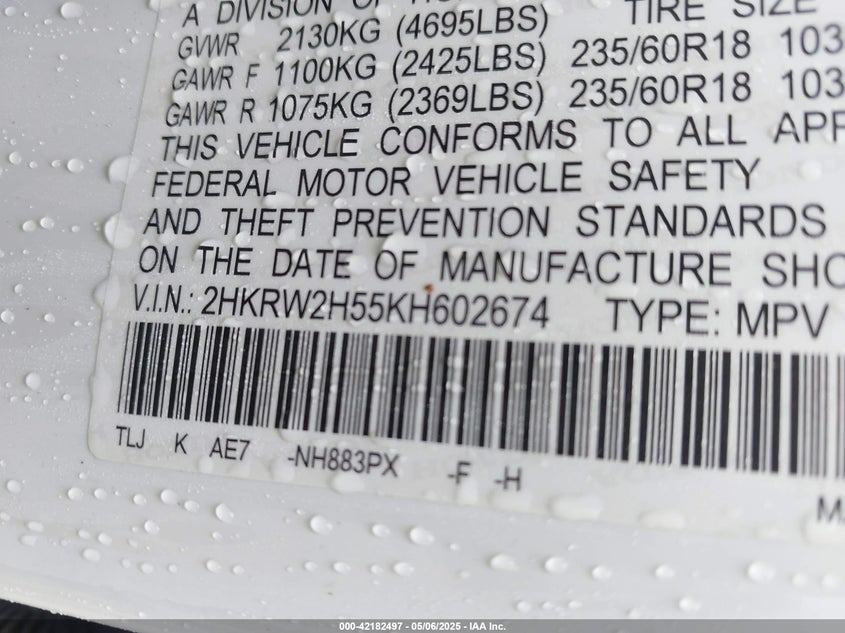 A DIVISION OF
TIRE SIZE
GVWR 2130KG (4695LBS)
GAWR F 1100KG (2425LBS) 235/60R18 103
GAWR R 1075KG (2369LBS) 235/60R18 103
THIS VEHICLE CONFORMS TO ALL APP
FEDERAL MOTOR VEHICLE SAFETY
AND THEFT PREVENTION STANDARDS
ON THE DATE OF MANUFACTURE SHO
V.I.N.: 2HKRW2H55KH602674 TYPE: MPV
TLJ K AE7 -NH883PX -F -H
000-42182497 - 05/06/2025 - IAA Inc.